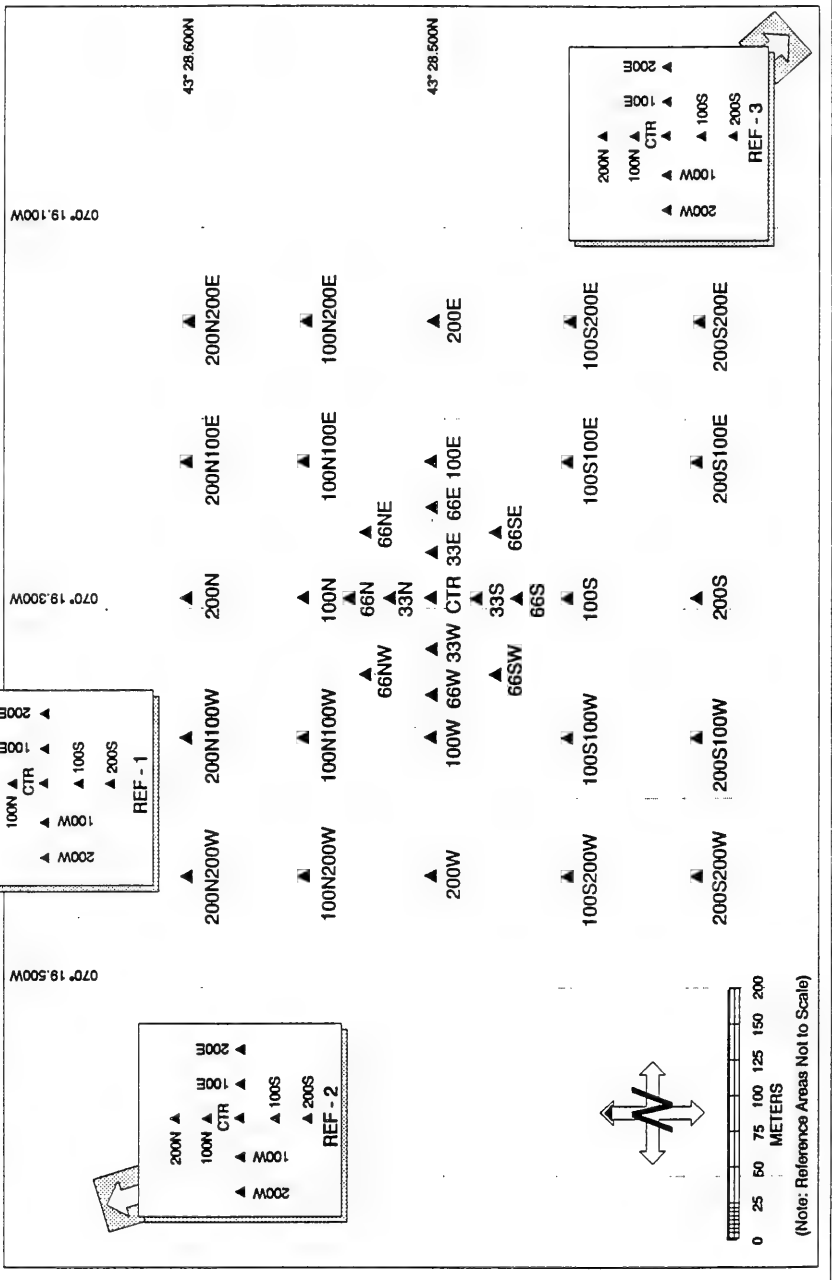 070° 19.500W
070° 19.300W
070° 19.100W
100N
CTR
200W
100W
100E
200E
100S
200S
REF - 1
43° 28.600N
200N200W
200N100W
200N
200N100E
200N200E
200N
100N
CTR
200W
100W
100E
200E
100S
200S
REF - 2
100N200W
100N100W
100N
100N100E
100N200E
66N
66NW
66NE
33N
43° 28.500N
200W
100W
66W
33W
CTR
33E
66E
100E
200E
33S
66SW
66SE
66S
100S200W
100S100W
100S
100S100E
100S200E
200S200W
200S100W
200S
200S100E
200S200E
200N
100N
CTR
200W
100W
100E
200E
100S
200S
REF - 3
N
0 25 50 75 100 125 150 200
METERS
(Note: Reference Areas Not to Scale)